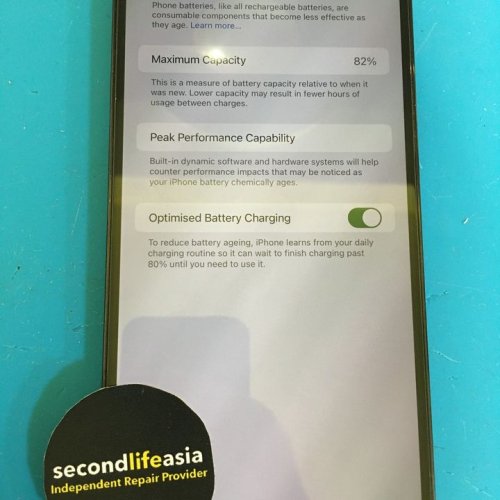 Phone batteries, like all rechargeable batteries, are
consumable components that become less effective as
they age. Learn more...
Maximum Capacity 82%
This is a measure of battery capacity relative to when it
was new. Lower capacity may result in fewer hours of
usage between charges.
Peak Performance Capability
Built-in dynamic software and hardware systems will help
counter performance impacts that may be noticed as
your iPhone battery chemically ages.
Optimised Battery Charging
To reduce battery ageing, iPhone learns from your daily
charging routine so it can wait to finish charging past
80% until you need to use it.
secondlifeasia
Independent Repair Provider